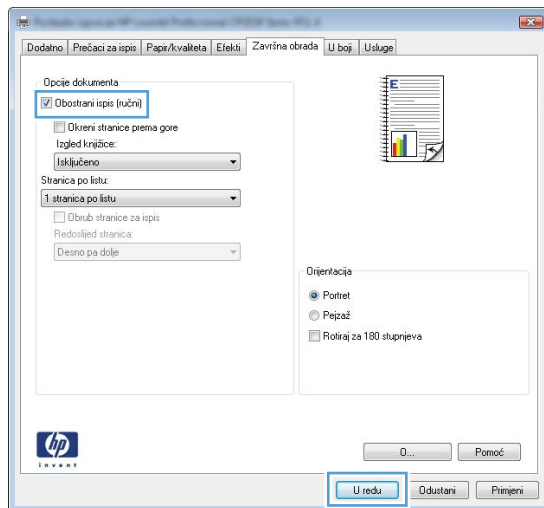 Dodatno Prečaci za ispis Papir/kvaliteta Efekti Završna obrada U boji Usluge
Opcije dokumenta
Obostrani ispis (ručni)
Okreni stranice prema gore
Izgled knjižice:
Isključeno
Stranica po listu:
1 stranica po listu
Obrub stranice za ispis
Redoslijed stranica:
Desno pa dolje
E
Orijentacija
Portret
Pejzaž
Rotiraj za 180 stupnjeva
hp
invent
O... Pomoć
U redu Odustani Primjeni